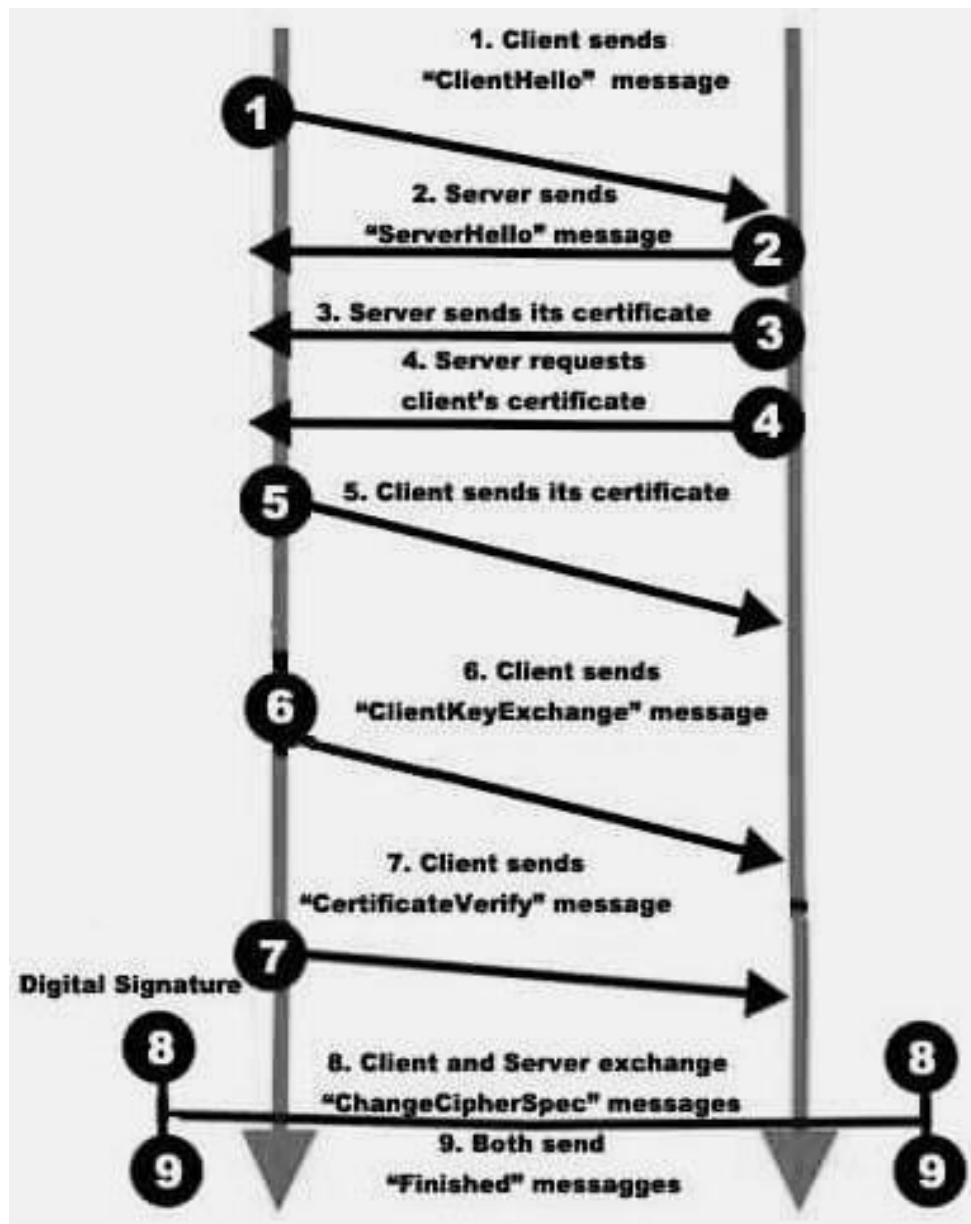 1. Client sends
“ClientHello” message
1
2. Server sends
“ServerHello” message
2
3. Server sends its certificate
3
4. Server requests
client's certificate
4
5
5. Client sends its certificate
6. Client sends
6
“ClientKeyExchange” message
7. Client sends
“CertificateVerify” message
7
Digital Signature
8
8
8. Client and Server exchange
“ChangeCipherSpec” messages
9. Both send
9
9
“Finished” messagges